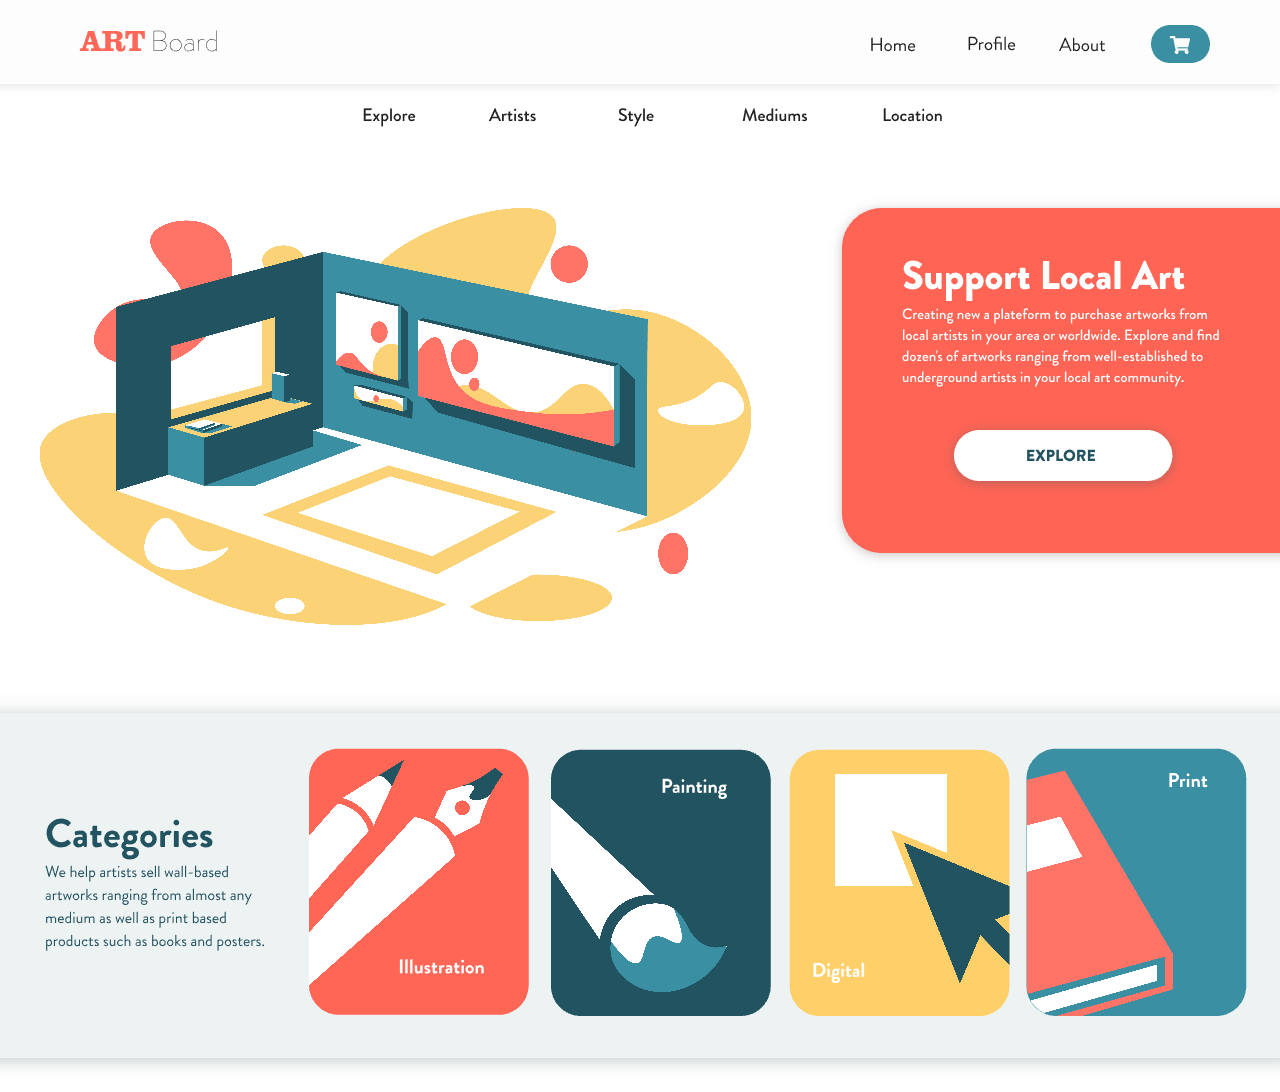 ART Board
Home Profile About
Explore Artists Style Mediums Location
Support Local Art
Creating new a plateform to purchase artworks from
local artists in your area or worldwide. Explore and find
dozen's of artworks ranging from well-established to
underground artists in your local art community.
EXPLORE
Categories
We help artists sell wall-based
artworks ranging from almost any
medium as well as print based
products such as books and posters.
Illustration
Painting
Digital
Print